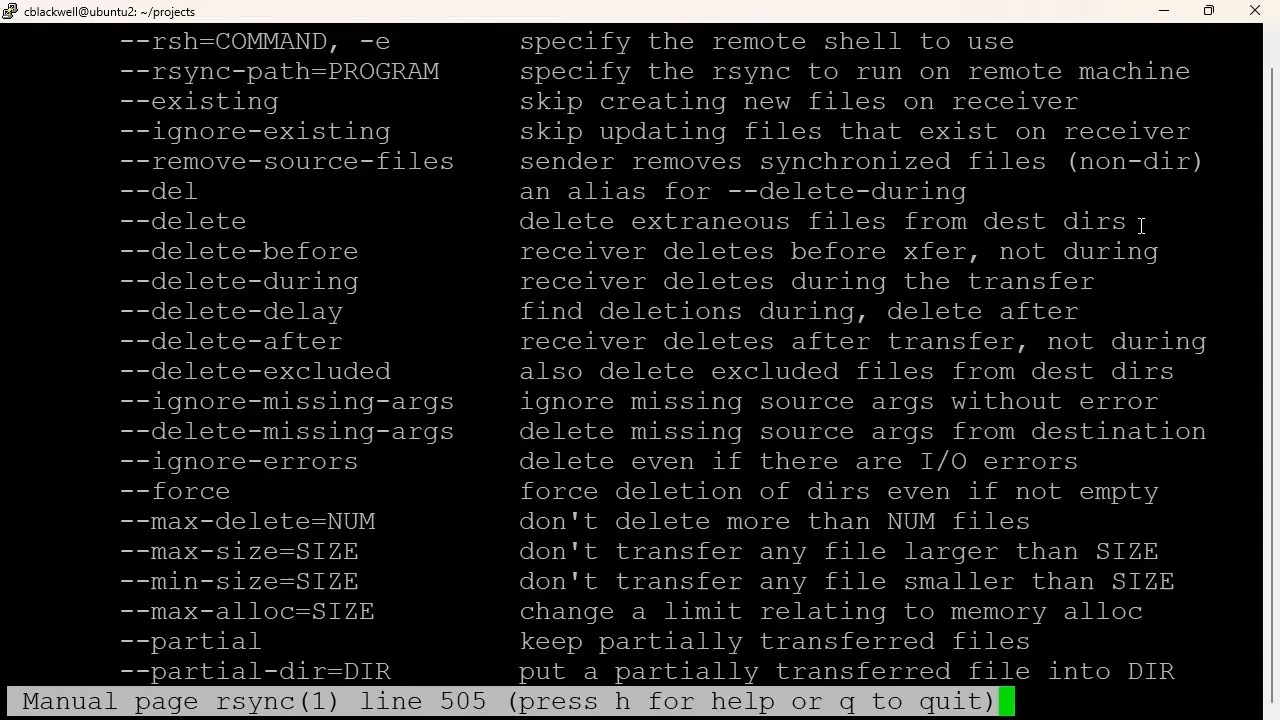 cblackwell@ubuntu2: ~/projects
--rsh=COMMAND, -e        specify the remote shell to use
--rsync-path=PROGRAM     specify the rsync to run on remote machine
--existing               skip creating new files on receiver
--ignore-existing        skip updating files that exist on receiver
--remove-source-files    sender removes synchronized files (non-dir)
--del                    an alias for --delete-during
--delete                 delete extraneous files from dest dirs
--delete-before          receiver deletes before xfer, not during
--delete-during          receiver deletes during the transfer
--delete-delay           find deletions during, delete after
--delete-after           receiver deletes after transfer, not during
--delete-excluded        also delete excluded files from dest dirs
--ignore-missing-args    ignore missing source args without error
--delete-missing-args    delete missing source args from destination
--ignore-errors          delete even if there are I/O errors
--force                  force deletion of dirs even if not empty
--max-delete=NUM         don't delete more than NUM files
--max-size=SIZE          don't transfer any file larger than SIZE
--min-size=SIZE          don't transfer any file smaller than SIZE
--max-alloc=SIZE         change a limit relating to memory alloc
--partial                keep partially transferred files
--partial-dir=DIR        put a partially transferred file into DIR
Manual page rsync(1) line 505 (press h for help or q to quit)